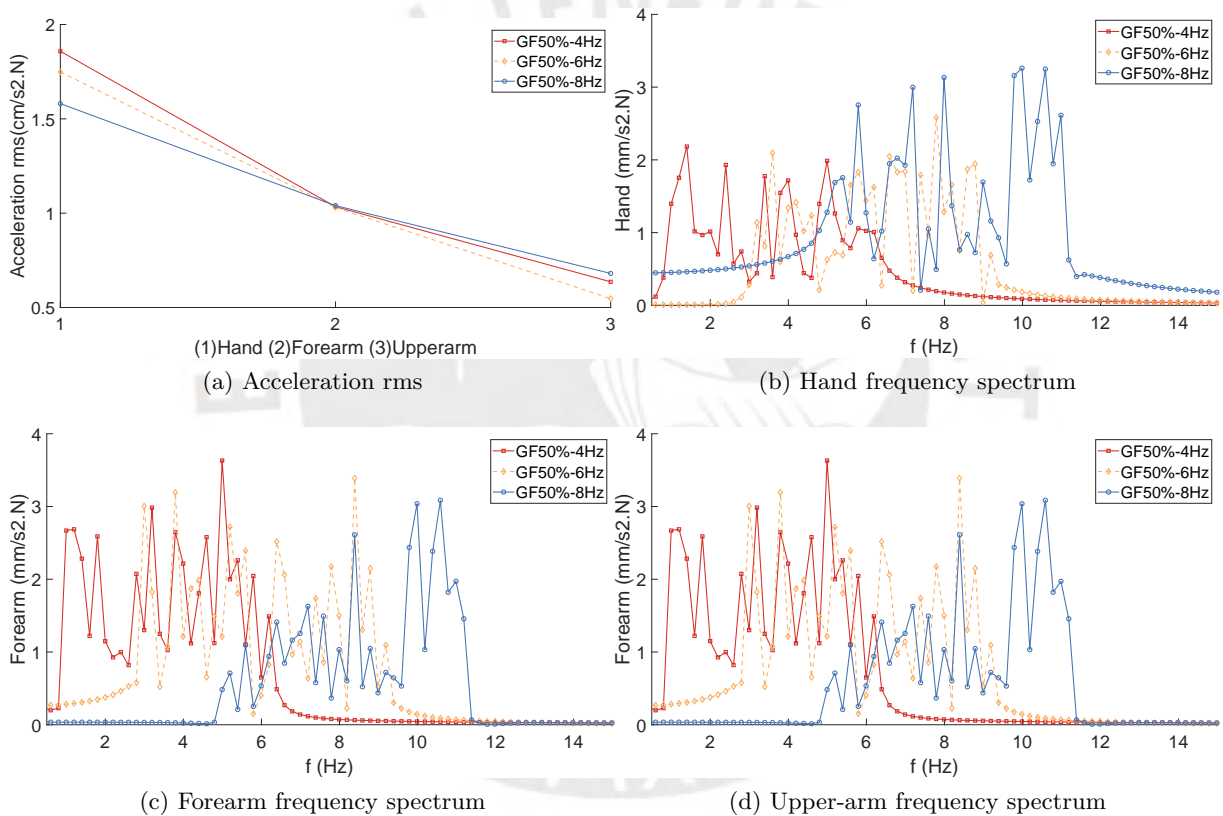 2
1.5
1
0.5
Acceleration rms(cm/s2.N)
GF50%-4Hz
GF50%-6Hz
GF50%-8Hz
1 2 3
(1)Hand (2)Forearm (3)Upperarm
(a) Acceleration rms
4
3
2
1
0
Hand (mm/s2.N)
GF50%-4Hz
GF50%-6Hz
GF50%-8Hz
2 4 6 8 10 12 14
f (Hz)
(b) Hand frequency spectrum
4
3
2
1
0
Forearm (mm/s2.N)
GF50%-4Hz
GF50%-6Hz
GF50%-8Hz
2 4 6 8 10 12 14
f (Hz)
(c) Forearm frequency spectrum
4
3
2
1
0
Forearm (mm/s2.N)
GF50%-4Hz
GF50%-6Hz
GF50%-8Hz
2 4 6 8 10 12 14
f (Hz)
(d) Upper-arm frequency spectrum